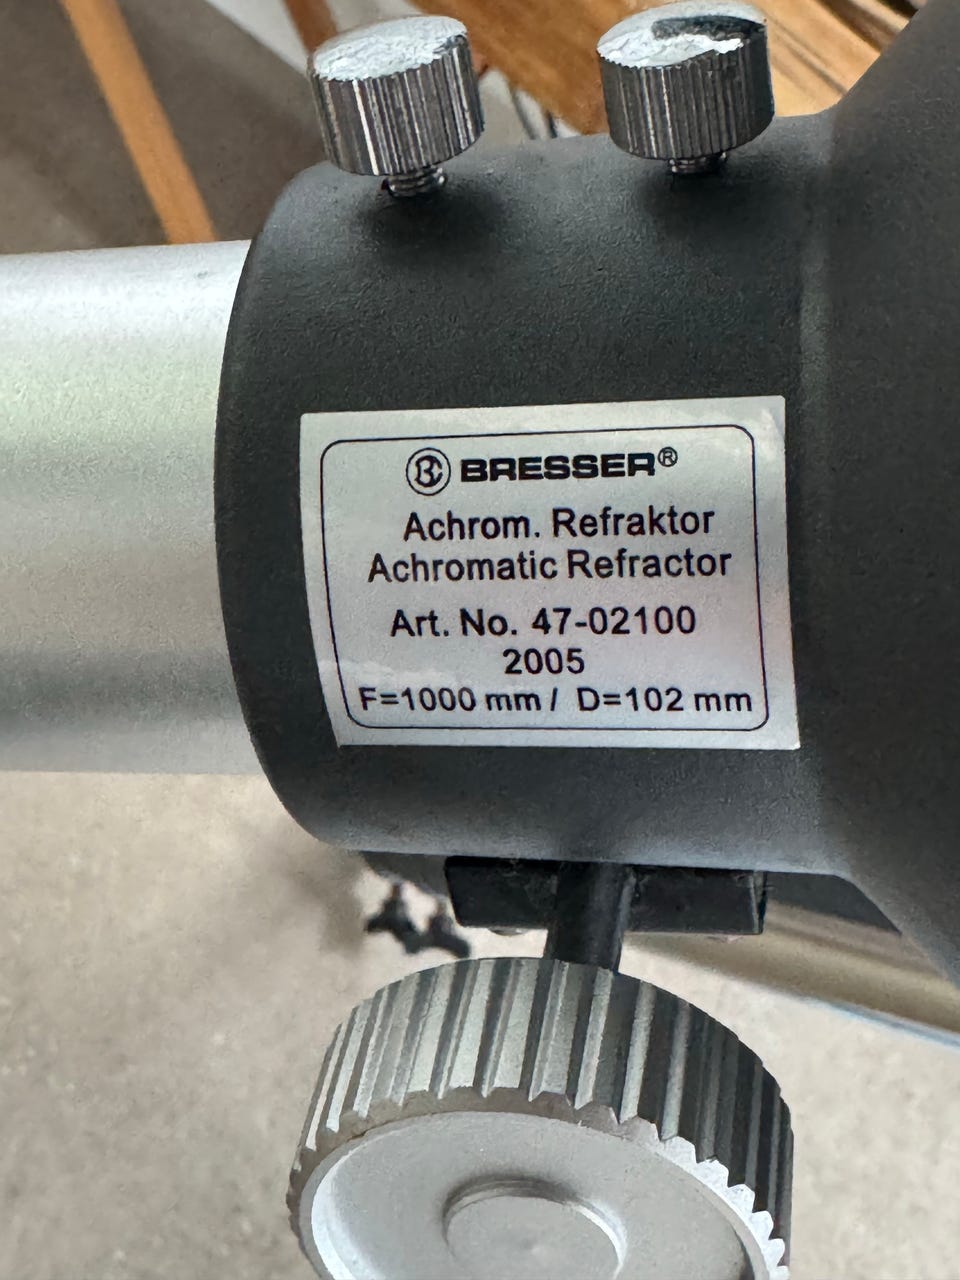 BRESSER®
Achrom. Refraktor
Achromatic Refractor
Art. No. 47-02100
2005
F=1000 mm / D=102 mm